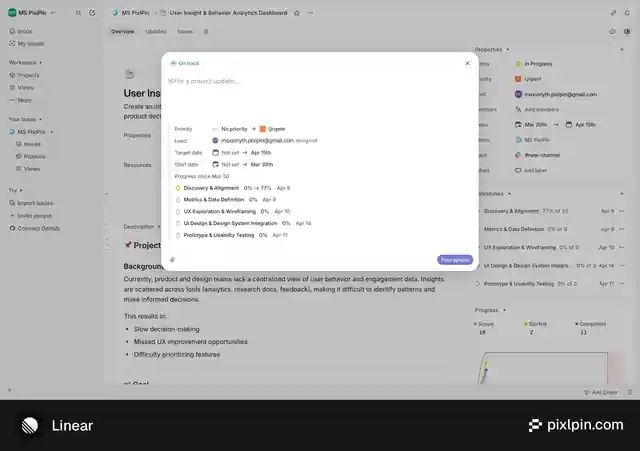 MS PixlPin
MS PixlPin › User Insight & Behavior Analytics Dashboard
Overview Updates Issues
Inbox
My issues
Workspace
Projects
Views
More
Your teams
MS PixlPin
Issues
Projects
Views
Try
Import issues
Invite people
Connect GitHub
User Ins
Create an int
product deci
Properties
Resources
Description
On track
Write a project update...
Priority No priority → Urgent
Lead maxsmyth.pixlpin@gmail.com assigned
Target date Not set → Apr 15th
Start date Not set → Mar 30th
Progress since Mar 30
Discovery & Alignment 0% → 77% Apr 8
Metrics & Data Definition 0% Apr 9
UX Exploration & Wireframing 0% Apr 10
UI Design & Design System Integration 0% Apr 14
Prototype & Usability Testing 0% Apr 17
Post update
Project
Background
Currently, product and design teams lack a centralized view of user behavior and engagement data. Insights
are scattered across tools (analytics, research docs, feedback), making it difficult to identify patterns and
make informed decisions.
This results in:
• Slow decision-making
• Missed UX improvement opportunities
• Difficulty prioritizing features
Goal
Properties
In Progress
Urgent
maxsmyth.pixlpin@gmail.com
Add members
Mar 30th → Apr 15th
MS PixlPin
#new-channel
Add label
Milestones
Discovery & Alignment 77% of 13 Apr 8
Metrics & Data Definition 0% of 0 Apr 9
UX Exploration & Wireframing 0% of 0 Apr 10
UI Design & Design System Integra... 0% of 0 Apr 14
Prototype & Usability Testing 0% of 0 Apr 17
Progress
Scope Started Completed
Ask Linear
Linear
pixlpin.com